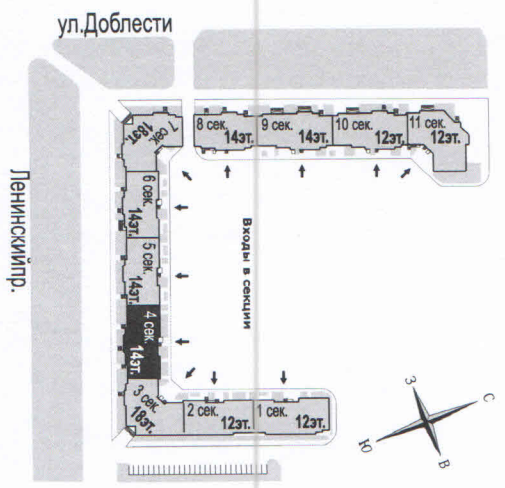 ул.Доблести
Ленинский пр.
7 сек.
18эт.
8 сек.
14эт.
9 сек.
14эт.
10 сек.
12эт.
11 сек.
12эт.
6 сек.
14эт.
5 сек.
14эт.
4 сек.
14эт.
3 сек.
18эт.
2 сек.
12эт.
1 сек.
12эт.
Входы в секции
З
С
Ю
В